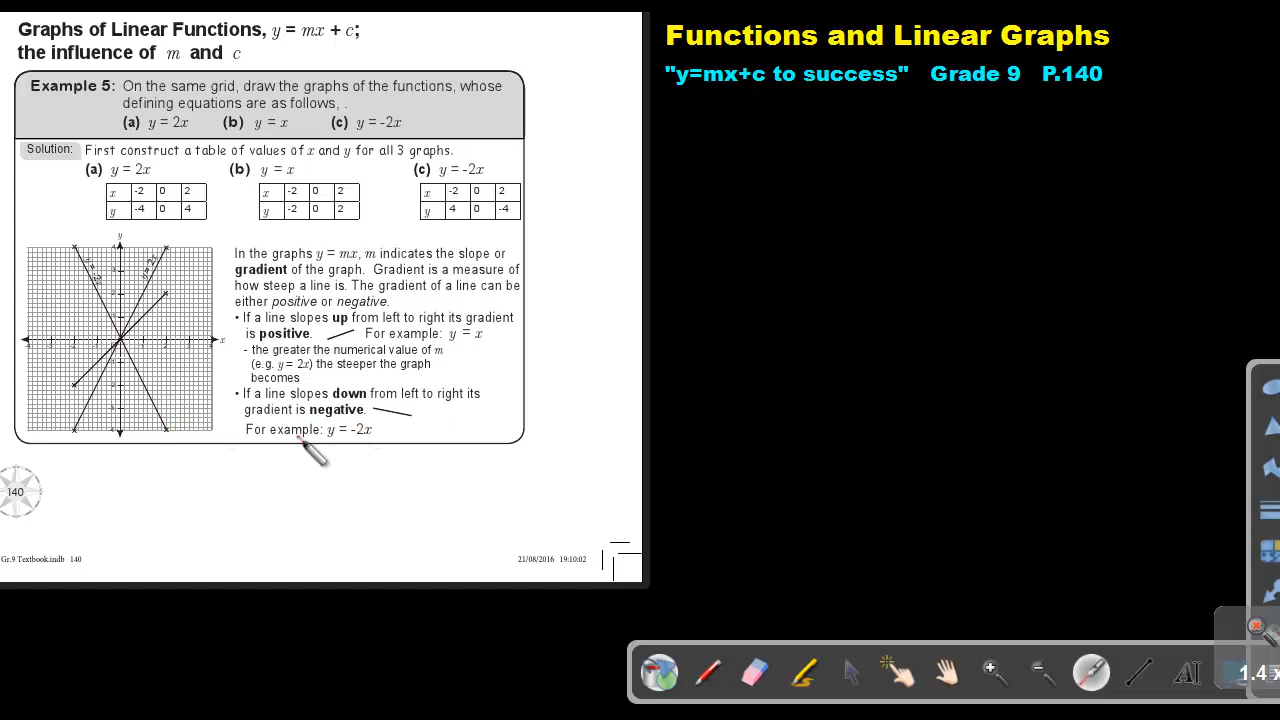 Graphs of Linear Functions, y = mx + c;
the influence of m and c
Example 5: On the same grid, draw the graphs of the functions, whose
defining equations are as follows, .
(a) y = 2x (b) y = x (c) y = -2x
Solution: First construct a table of values of x and y for all 3 graphs.
(a) y = 2x (b) y = x (c) y = -2x
x -2 0 2 x -2 0 2 x -2 0 2
y -4 0 4 y -2 0 2 y 4 0 -4
y
x
y = -2x
y = 2x
In the graphs y = mx, m indicates the slope or
gradient of the graph. Gradient is a measure of
how steep a line is. The gradient of a line can be
either positive or negative.
• If a line slopes up from left to right its gradient
is positive. For example: y = x
- the greater the numerical value of m
(e.g. y = 2x) the steeper the graph
becomes
• If a line slopes down from left to right its
gradient is negative.
For example: y = -2x
140
Gr.9 Textbook.indb 140 21/08/2016 19:10:02
Functions and Linear Graphs
"y=mx+c to success" Grade 9 P.140
AI
1.4 x